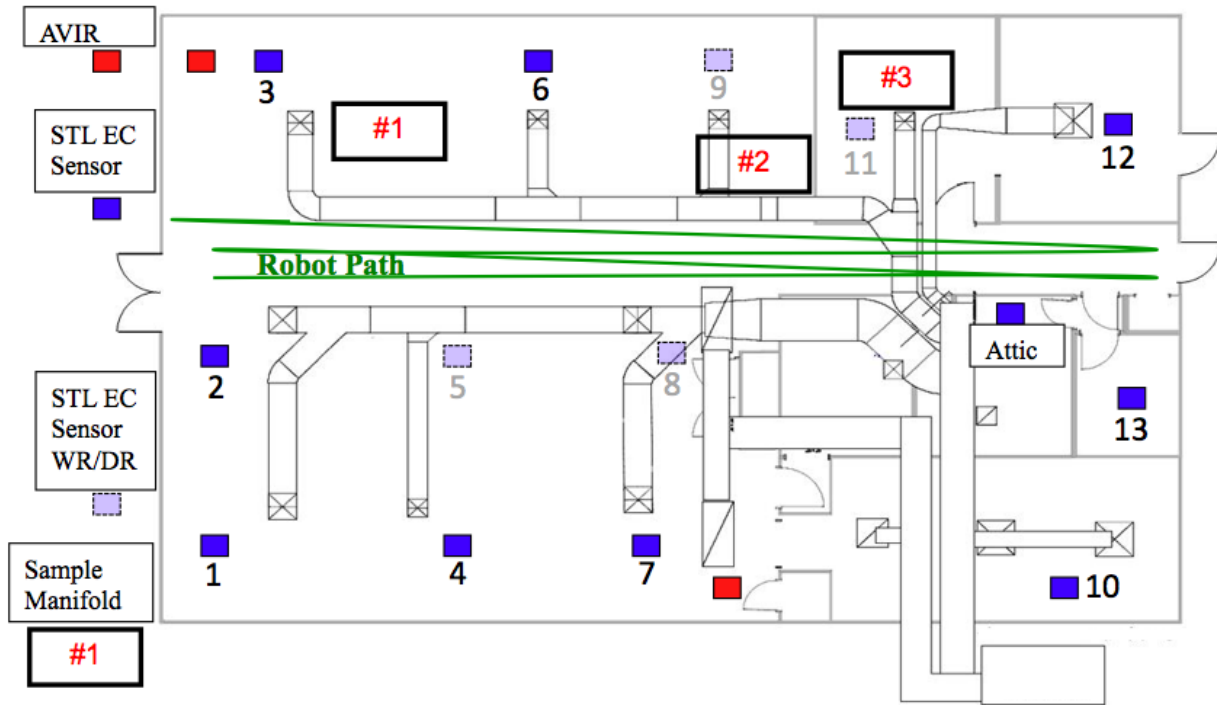 AVIR
3
6
9
#1
#2
#3
11
12
STL EC
Sensor
Robot Path
2
5
8
Attic
13
STL EC
Sensor
WR/DR
1
4
7
10
Sample
Manifold
#1